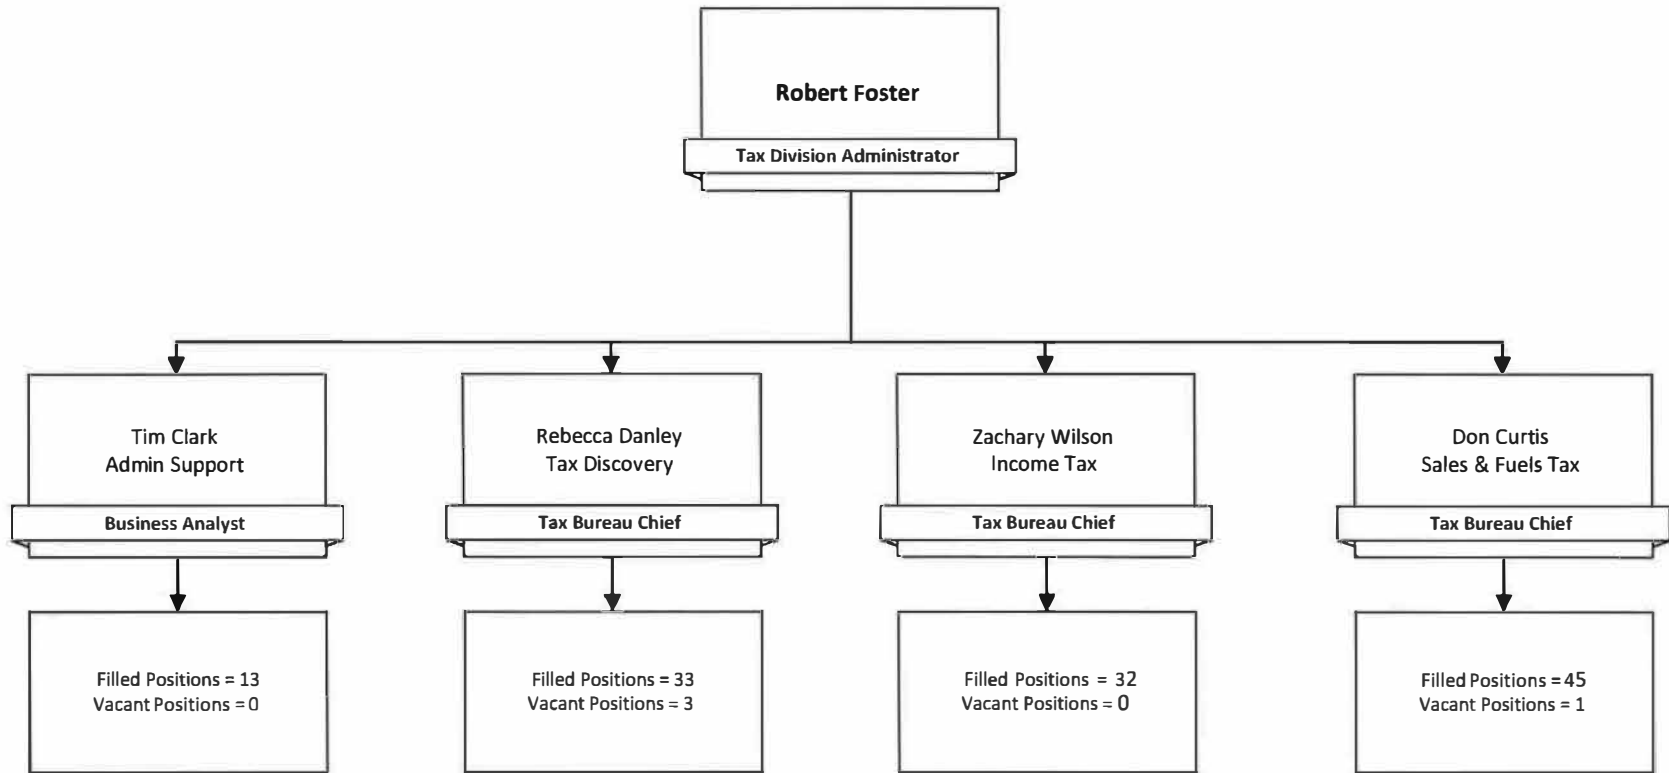 Robert Foster
Tax Division Administrator
Tim Clark
Admin Support
Business Analyst
Rebecca Danley
Tax Discovery
Tax Bureau Chief
Zachary Wilson
Income Tax
Tax Bureau Chief
Don Curtis
Sales & Fuels Tax
Tax Bureau Chief
Filled Positions = 13
Vacant Positions = 0
Filled Positions = 33
Vacant Positions = 3
Filled Positions = 32
Vacant Positions = 0
Filled Positions = 45
Vacant Positions = 1